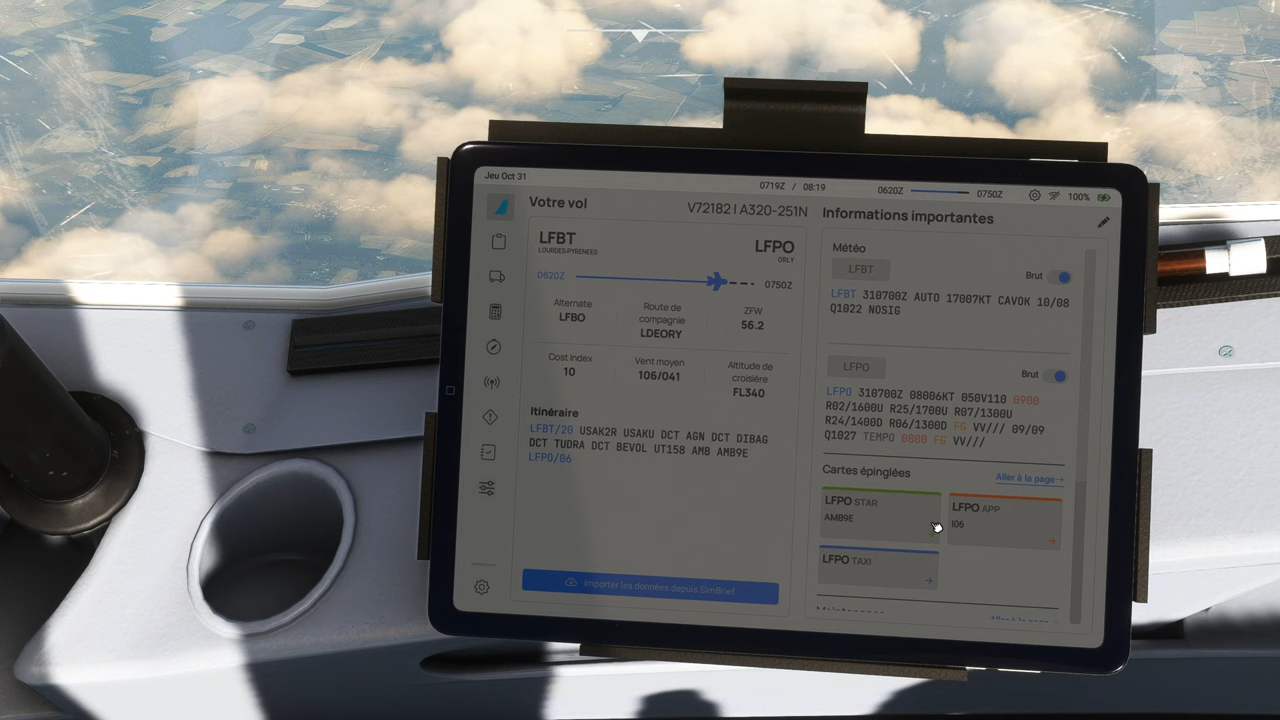 Jeu Oct 31
0719Z / 08:19
0620Z
0750Z
100%
Votre vol
V72182 | A320-251N
LFBT
LOURDES-PYRENEES
LFPO
ORLY
0620Z
0750Z
Alternate
LFBO
Route de
compagnie
LDEORY
ZFW
56.2
Cost Index
10
Vent moyen
106/041
Altitude de
croisière
FL340
Itinéraire
LFBT/20 USAK2R USAKU DCT AGN DCT DIBAG
DCT TUDRA DCT BEVOL UT158 AMB AMB9E
LFPO/06
Importer les données depuis SimBrief
Informations importantes
Météo
LFBT
Brut
LFBT 310700Z AUTO 17007KT CAVOK 10/08
Q1022 NOSIG
LFPO
Brut
LFPO 310700Z 08006KT 050V110 0900
R02/1600U R25/1700U R07/1300U
R24/1400D R06/1300D FG VV/// 09/09
Q1027 TEMPO 0800 FG VV///
Cartes épinglées
Aller à la page→
LFPO STAR
AMB9E
LFPO APP
I06
LFPO TAXI